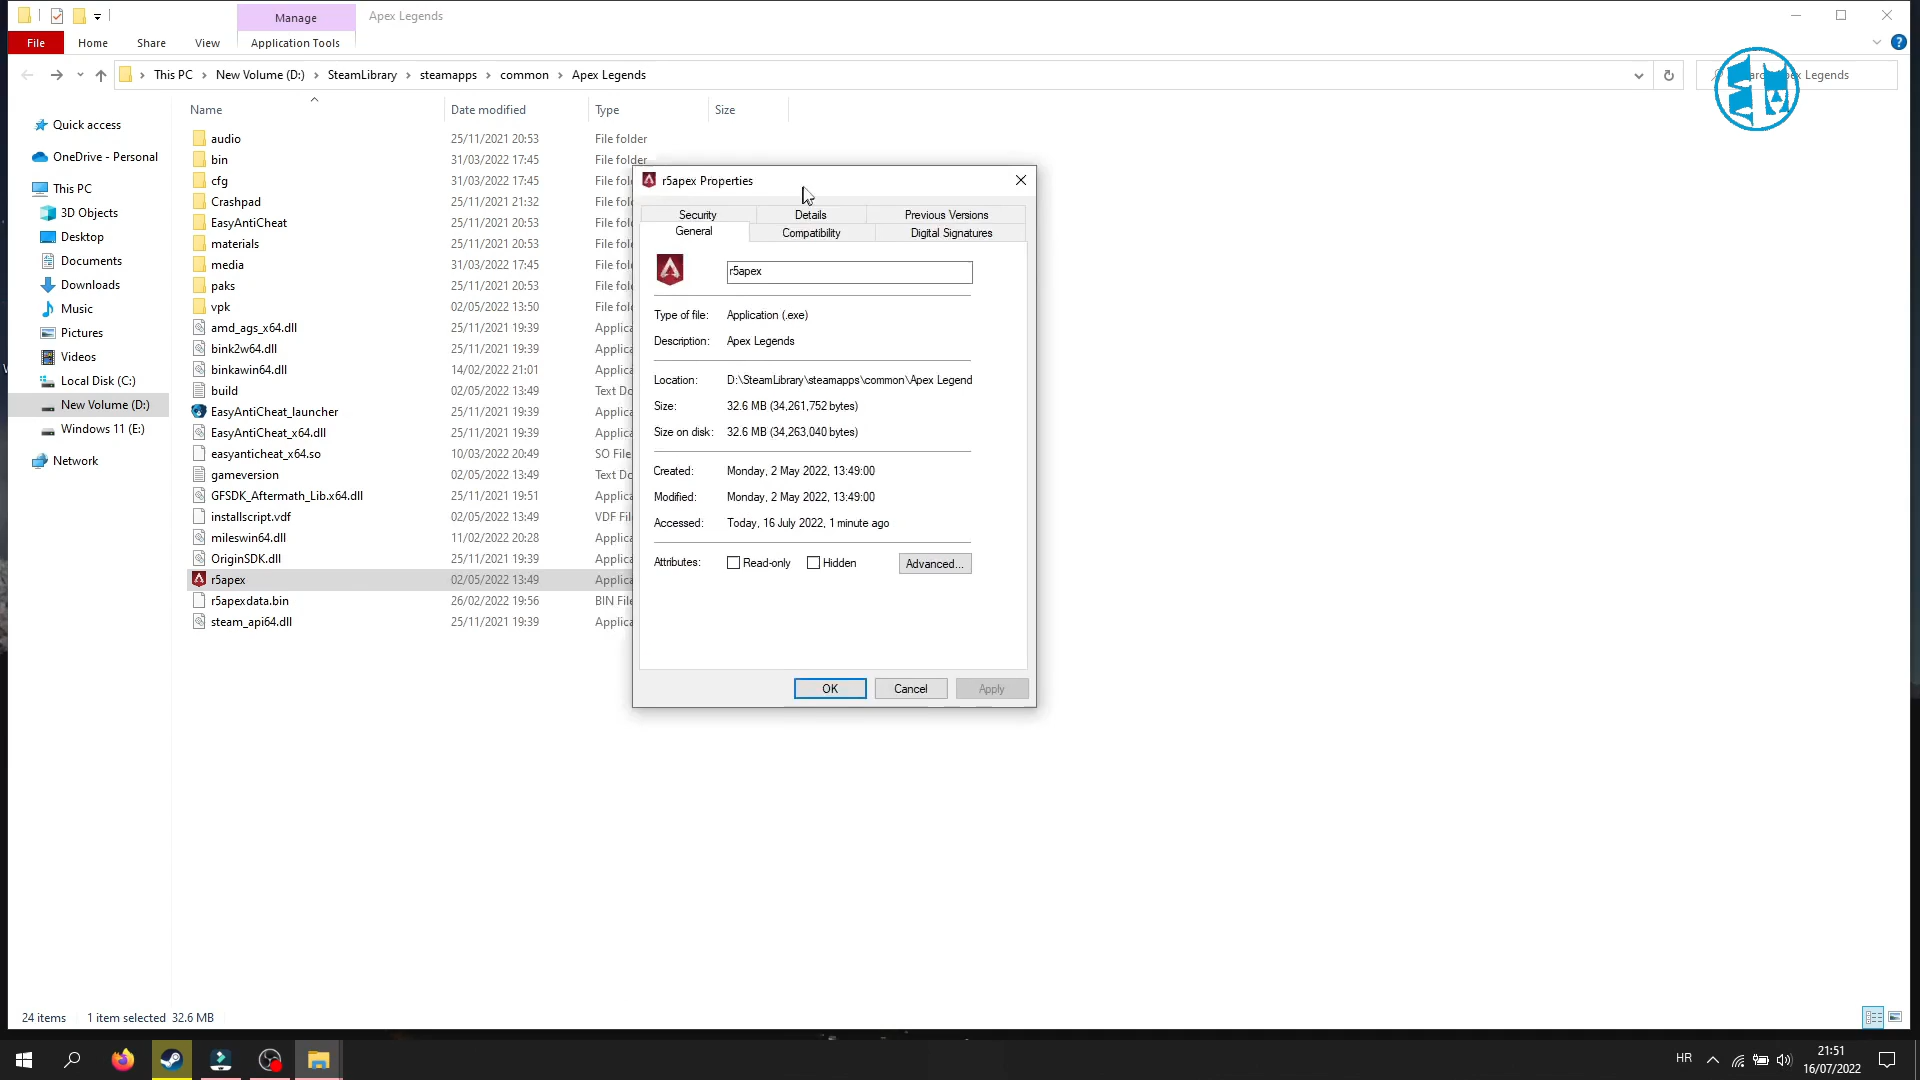 Manage
Apex Legends
File
Home
Share
View
Application Tools
This PC
New Volume (D:)
SteamLibrary
steamapps
common
Apex Legends
Legends
Name
Date modified
Type
Size
Quick access
OneDrive - Personal
This PC
3D Objects
Desktop
Documents
Downloads
Music
Pictures
Videos
Local Disk (C:)
New Volume (D:)
Windows 11 (E:)
Network
audio 25/11/2021 20:53 File folder
bin 31/03/2022 17:45 File folder
cfg 31/03/2022 17:45 File fol
Crashpad 25/11/2021 21:32 File fol
EasyAntiCheat 25/11/2021 20:53 File fol
materials 25/11/2021 20:53 File fol
media 31/03/2022 17:45 File fol
paks 25/11/2021 20:53 File fol
vpk 02/05/2022 13:50 File fol
amd_ags_x64.dll 25/11/2021 19:39 Applica
bink2w64.dll 25/11/2021 19:39 Applica
binkawin64.dll 14/02/2022 21:01 Applica
build 02/05/2022 13:49 Text Do
EasyAntiCheat_launcher 25/11/2021 19:39 Applica
EasyAntiCheat_x64.dll 25/11/2021 19:39 Applica
easyanticheat_x64.so 10/03/2022 20:49 SO File
gameversion 02/05/2022 13:49 Text Do
GFSDK_Aftermath_Lib.x64.dll 25/11/2021 19:51 Applica
installscript.vdf 02/05/2022 13:49 VDF Fil
mileswin64.dll 11/02/2022 20:28 Applica
OriginSDK.dll 25/11/2021 19:39 Applica
r5apex 02/05/2022 13:49 Applica
r5apexdata.bin 26/02/2022 19:56 BIN File
steam_api64.dll 25/11/2021 19:39 Applica
r5apex Properties
Security
Details
Previous Versions
General
Compatibility
Digital Signatures
r5apex
Type of file: Application (.exe)
Description: Apex Legends
Location: D:\SteamLibrary\steamapps\common\Apex Legend
Size: 32.6 MB (34,261,752 bytes)
Size on disk: 32.6 MB (34,263,040 bytes)
Created: Monday, 2 May 2022, 13:49:00
Modified: Monday, 2 May 2022, 13:49:00
Accessed: Today, 16 July 2022, 1 minute ago
Attributes: Read-only Hidden Advanced...
OK
Cancel
Apply
24 items
1 item selected 32.6 MB
HR
21:51
16/07/2022